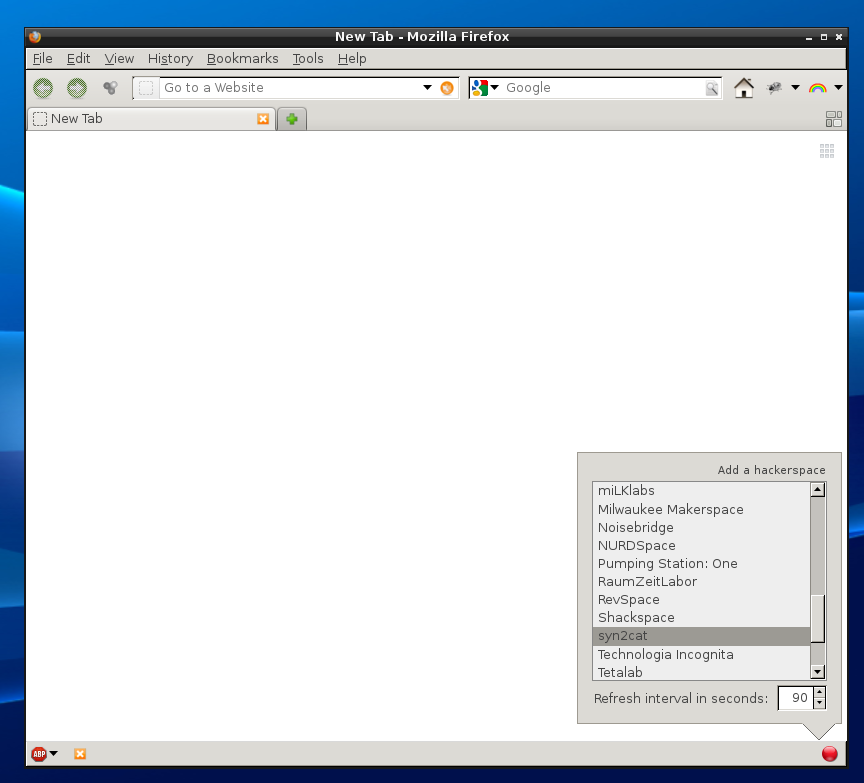 New Tab - Mozilla Firefox
File Edit View History Bookmarks Tools Help
Go to a Website Google
New Tab
Add a hackerspace
miLKlabs
Milwaukee Makerspace
Noisebridge
NURDSpace
Pumping Station: One
RaumZeitLabor
RevSpace
Shackspace
syn2cat
Technologia Incognita
Tetalab
Refresh interval in seconds: 90
ABP